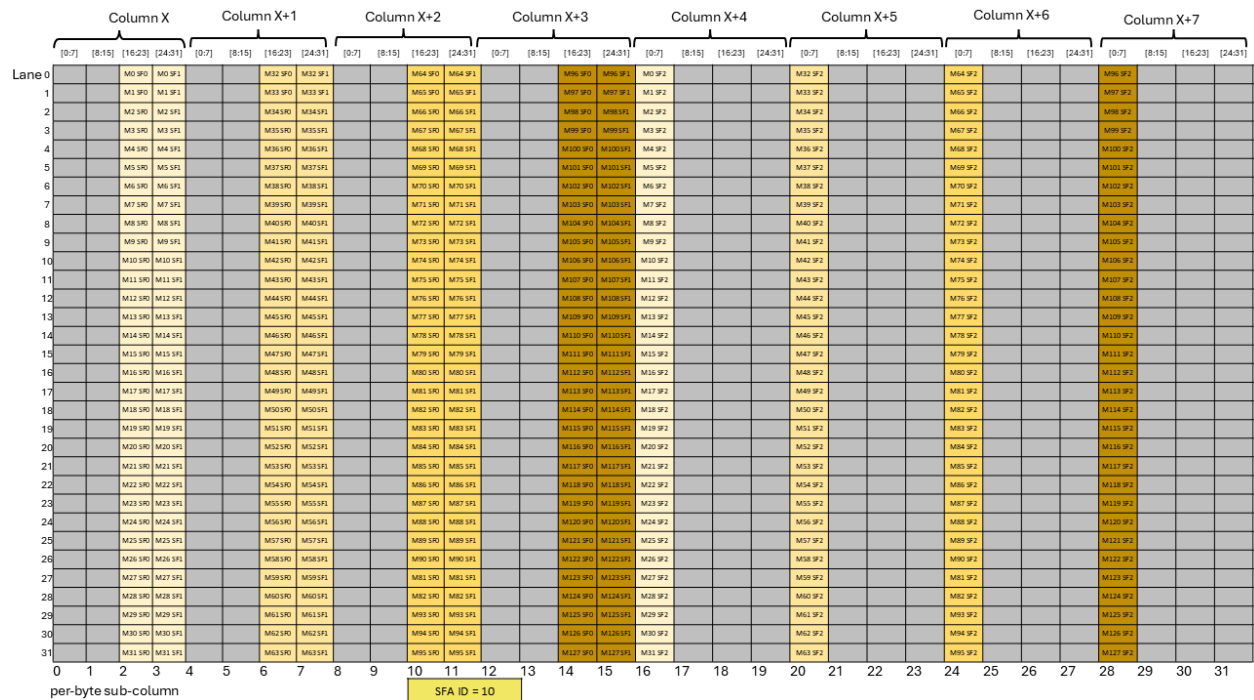 Column X Column X+1 Column X+2 Column X+3 Column X+4 Column X+5 Column X+6 Column X+7
[0:7] [8:15] [16:23] [24:31] [0:7] [8:15] [16:23] [24:31] [0:7] [8:15] [16:23] [24:31] [0:7] [8:15] [16:23] [24:31] [0:7] [8:15] [16:23] [24:31] [0:7] [8:15] [16:23] [24:31] [0:7] [8:15] [16:23] [24:31] [0:7] [8:15] [16:23] [24:31]
Lane 0 M0 SF0 M0 SF1 M32 SF0 M32 SF1 M64 SF0 M64 SF1 M96 SF0 M96 SF1 M0 SF2 M32 SF2 M64 SF2 M96 SF2
1 M1 SF0 M1 SF1 M33 SF0 M33 SF1 M65 SF0 M65 SF1 M97 SF0 M97 SF1 M1 SF2 M33 SF2 M65 SF2 M97 SF2
2 M2 SF0 M2 SF1 M34 SF0 M34 SF1 M66 SF0 M66 SF1 M98 SF0 M98 SF1 M2 SF2 M34 SF2 M66 SF2 M98 SF2
3 M3 SF0 M3 SF1 M35 SF0 M35 SF1 M67 SF0 M67 SF1 M99 SF0 M99 SF1 M3 SF2 M35 SF2 M67 SF2 M99 SF2
4 M4 SF0 M4 SF1 M36 SF0 M36 SF1 M68 SF0 M68 SF1 M100 SF0 M100 SF1 M4 SF2 M36 SF2 M68 SF2 M100 SF2
5 M5 SF0 M5 SF1 M37 SF0 M37 SF1 M69 SF0 M69 SF1 M101 SF0 M101 SF1 M5 SF2 M37 SF2 M69 SF2 M101 SF2
6 M6 SF0 M6 SF1 M38 SF0 M38 SF1 M70 SF0 M70 SF1 M102 SF0 M102 SF1 M6 SF2 M38 SF2 M70 SF2 M102 SF2
7 M7 SF0 M7 SF1 M39 SF0 M39 SF1 M71 SF0 M71 SF1 M103 SF0 M103 SF1 M7 SF2 M39 SF2 M71 SF2 M103 SF2
8 M8 SF0 M8 SF1 M40 SF0 M40 SF1 M72 SF0 M72 SF1 M104 SF0 M104 SF1 M8 SF2 M40 SF2 M72 SF2 M104 SF2
9 M9 SF0 M9 SF1 M41 SF0 M41 SF1 M73 SF0 M73 SF1 M105 SF0 M105 SF1 M9 SF2 M41 SF2 M73 SF2 M105 SF2
10 M10 SF0 M10 SF1 M42 SF0 M42 SF1 M74 SF0 M74 SF1 M106 SF0 M106 SF1 M10 SF2 M42 SF2 M74 SF2 M106 SF2
11 M11 SF0 M11 SF1 M43 SF0 M43 SF1 M75 SF0 M75 SF1 M107 SF0 M107 SF1 M11 SF2 M43 SF2 M75 SF2 M107 SF2
12 M12 SF0 M12 SF1 M44 SF0 M44 SF1 M76 SF0 M76 SF1 M108 SF0 M108 SF1 M12 SF2 M44 SF2 M76 SF2 M108 SF2
13 M13 SF0 M13 SF1 M45 SF0 M45 SF1 M77 SF0 M77 SF1 M109 SF0 M109 SF1 M13 SF2 M45 SF2 M77 SF2 M109 SF2
14 M14 SF0 M14 SF1 M46 SF0 M46 SF1 M78 SF0 M78 SF1 M110 SF0 M110 SF1 M14 SF2 M46 SF2 M78 SF2 M110 SF2
15 M15 SF0 M15 SF1 M47 SF0 M47 SF1 M79 SF0 M79 SF1 M111 SF0 M111 SF1 M15 SF2 M47 SF2 M79 SF2 M111 SF2
16 M16 SF0 M16 SF1 M48 SF0 M48 SF1 M80 SF0 M80 SF1 M112 SF0 M112 SF1 M16 SF2 M48 SF2 M80 SF2 M112 SF2
17 M17 SF0 M17 SF1 M49 SF0 M49 SF1 M81 SF0 M81 SF1 M113 SF0 M113 SF1 M17 SF2 M49 SF2 M81 SF2 M113 SF2
18 M18 SF0 M18 SF1 M50 SF0 M50 SF1 M82 SF0 M82 SF1 M114 SF0 M114 SF1 M18 SF2 M50 SF2 M82 SF2 M114 SF2
19 M19 SF0 M19 SF1 M51 SF0 M51 SF1 M83 SF0 M83 SF1 M115 SF0 M115 SF1 M19 SF2 M51 SF2 M83 SF2 M115 SF2
20 M20 SF0 M20 SF1 M52 SF0 M52 SF1 M84 SF0 M84 SF1 M116 SF0 M116 SF1 M20 SF2 M52 SF2 M84 SF2 M116 SF2
21 M21 SF0 M21 SF1 M53 SF0 M53 SF1 M85 SF0 M85 SF1 M117 SF0 M117 SF1 M21 SF2 M53 SF2 M85 SF2 M117 SF2
22 M22 SF0 M22 SF1 M54 SF0 M54 SF1 M86 SF0 M86 SF1 M118 SF0 M118 SF1 M22 SF2 M54 SF2 M86 SF2 M118 SF2
23 M23 SF0 M23 SF1 M55 SF0 M55 SF1 M87 SF0 M87 SF1 M119 SF0 M119 SF1 M23 SF2 M55 SF2 M87 SF2 M119 SF2
24 M24 SF0 M24 SF1 M56 SF0 M56 SF1 M88 SF0 M88 SF1 M120 SF0 M120 SF1 M24 SF2 M56 SF2 M88 SF2 M120 SF2
25 M25 SF0 M25 SF1 M57 SF0 M57 SF1 M89 SF0 M89 SF1 M121 SF0 M121 SF1 M25 SF2 M57 SF2 M89 SF2 M121 SF2
26 M26 SF0 M26 SF1 M58 SF0 M58 SF1 M90 SF0 M90 SF1 M122 SF0 M122 SF1 M26 SF2 M58 SF2 M90 SF2 M122 SF2
27 M27 SF0 M27 SF1 M59 SF0 M59 SF1 M81 SF0 M81 SF1 M123 SF0 M123 SF1 M27 SF2 M59 SF2 M81 SF2 M123 SF2
28 M28 SF0 M28 SF1 M60 SF0 M60 SF1 M82 SF0 M82 SF1 M124 SF0 M124 SF1 M28 SF2 M60 SF2 M82 SF2 M124 SF2
29 M29 SF0 M29 SF1 M61 SF0 M61 SF1 M93 SF0 M93 SF1 M125 SF0 M125 SF1 M29 SF2 M61 SF2 M93 SF2 M125 SF2
30 M30 SF0 M30 SF1 M62 SF0 M62 SF1 M94 SF0 M94 SF1 M126 SF0 M126 SF1 M30 SF2 M62 SF2 M94 SF2 M126 SF2
31 M31 SF0 M31 SF1 M63 SF0 M63 SF1 M95 SF0 M95 SF1 M127 SF0 M127 SF1 M31 SF2 M63 SF2 M95 SF2 M127 SF2
0 1 2 3 4 5 6 7 8 9 10 11 12 13 14 15 16 17 18 19 20 21 22 23 24 25 26 27 28 29 30 31
per-byte sub-column SFA ID = 10